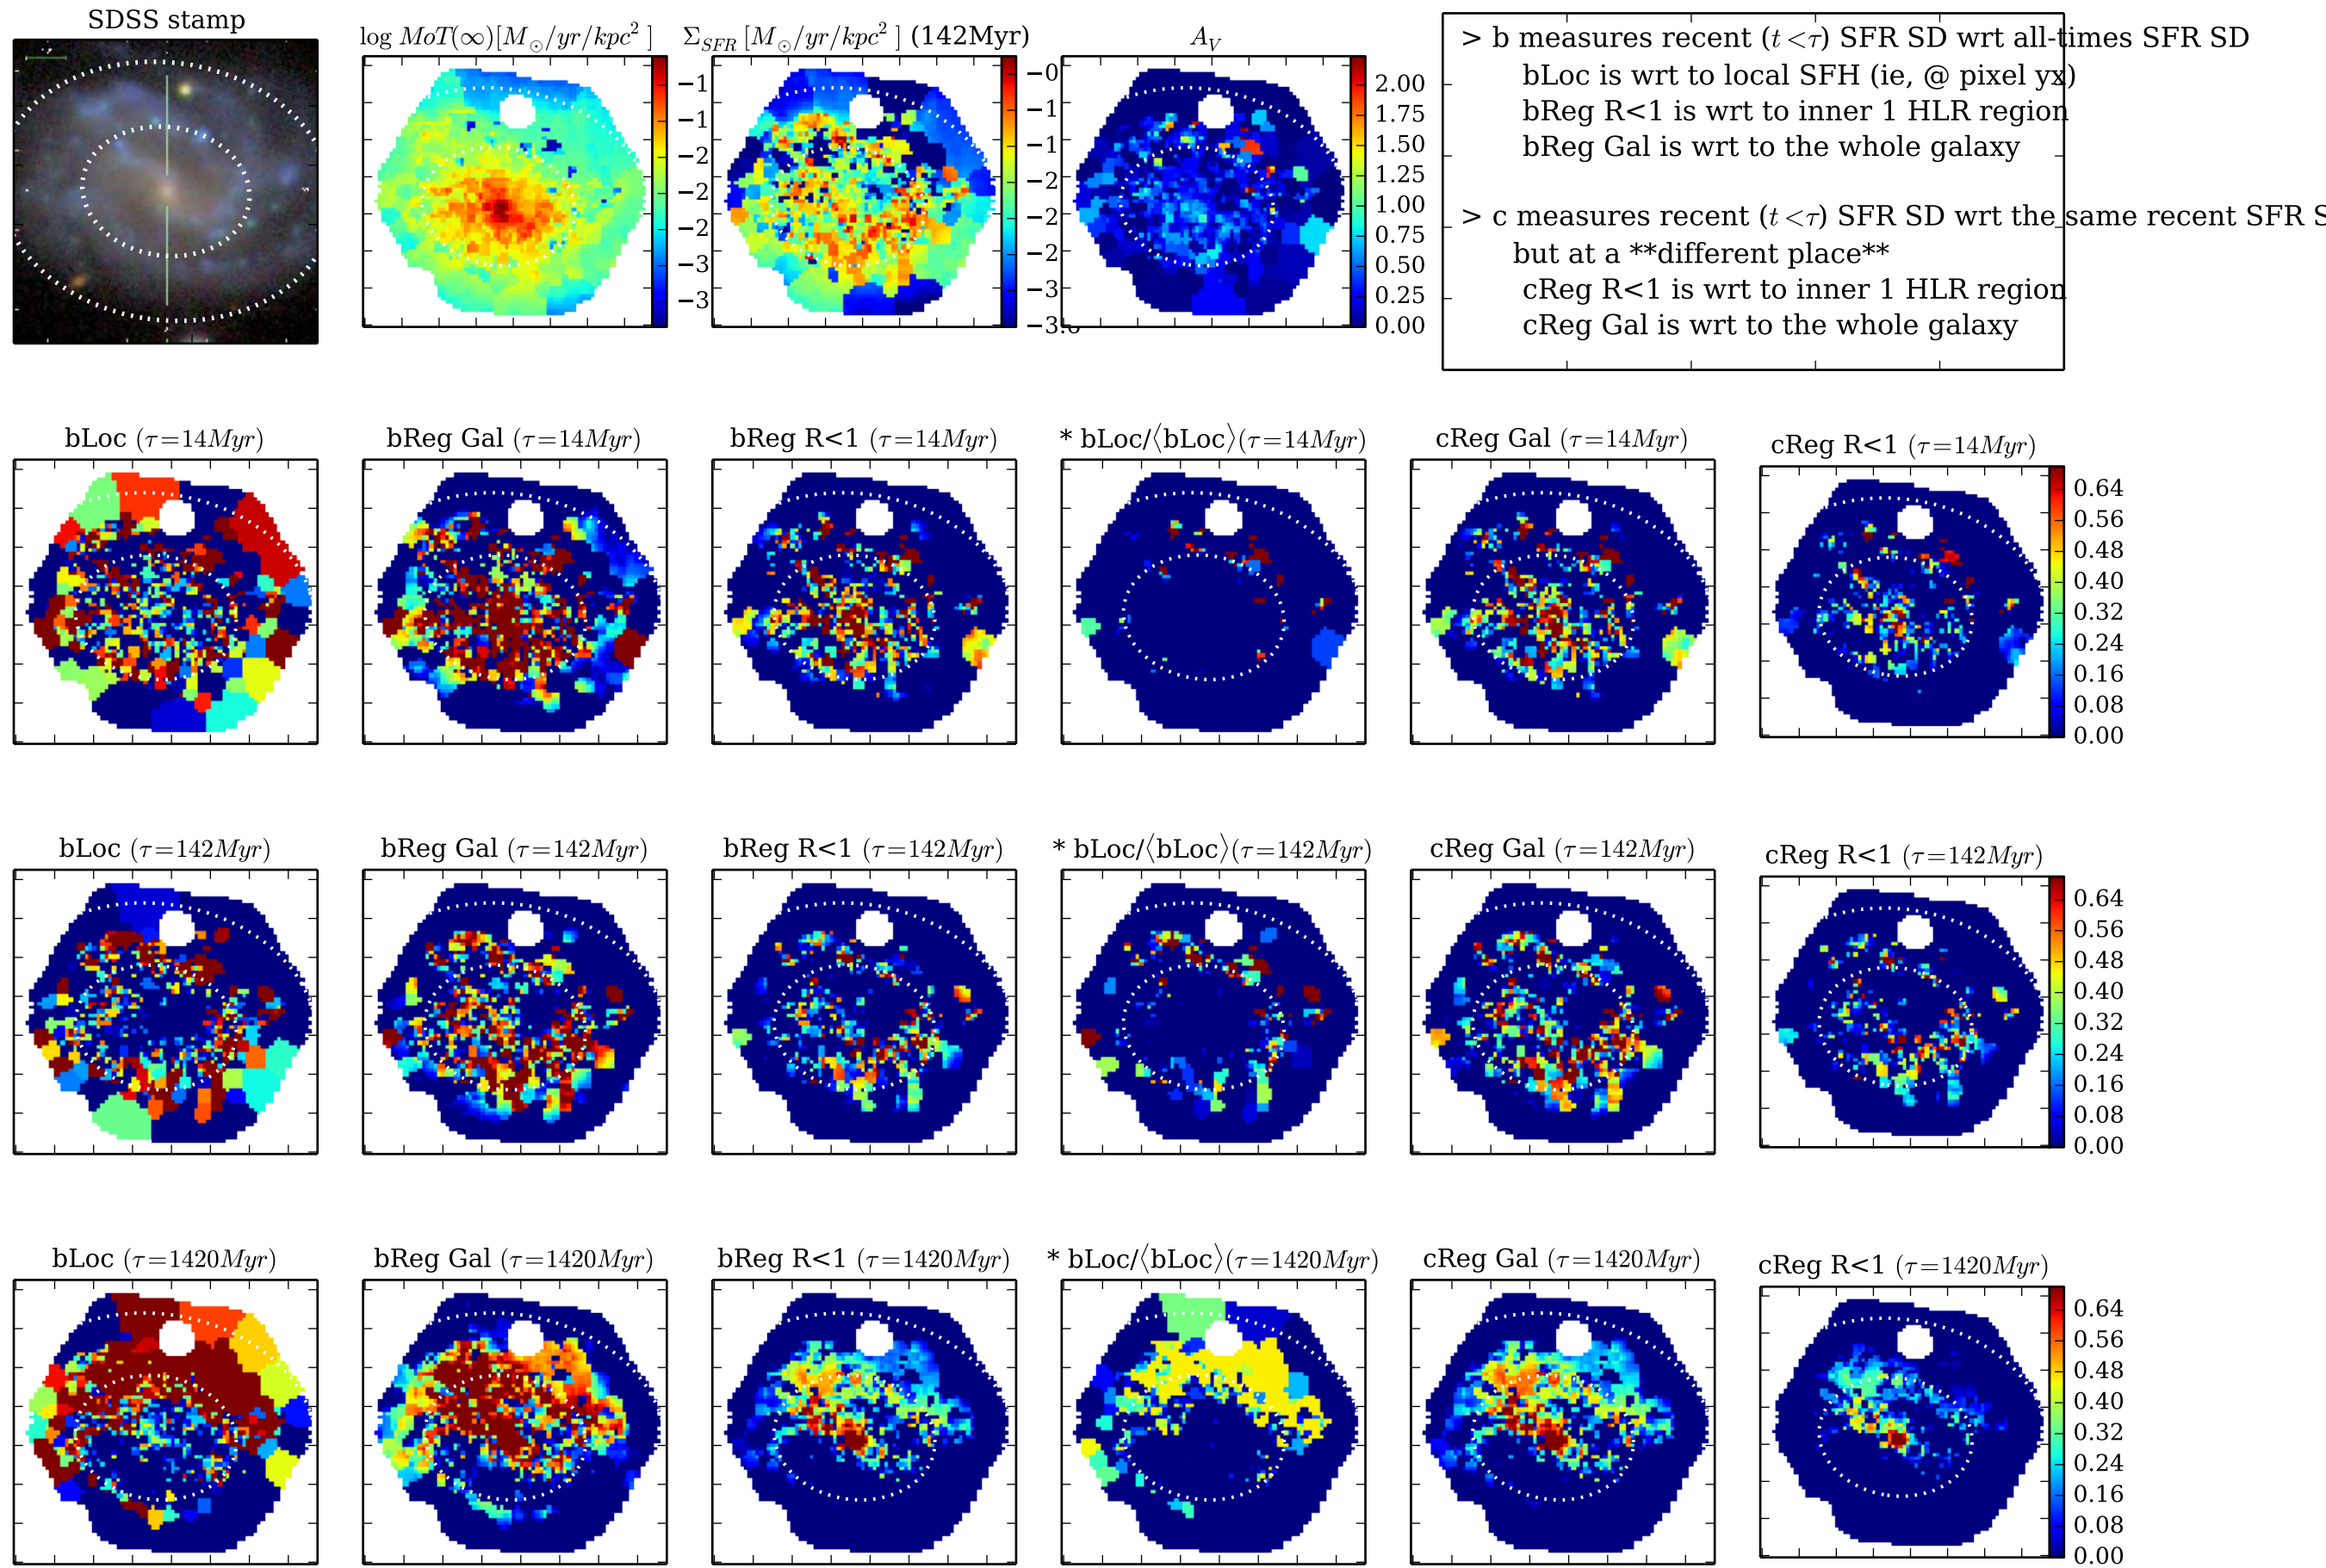 SDSS stamp
log MoT(∞)[M⊙/yr/kpc²]
Σ_SFR [M⊙/yr/kpc²] (142Myr)
A_V
−1
−1
−2
−2
−2
−3
−3
−0
−1
−1
−2
−2
−2
−3
2.00
1.75
1.50
1.25
1.00
0.75
0.50
0.25
0.00
> b measures recent (t<τ) SFR SD wrt all-times SFR SD
bLoc is wrt to local SFH (ie, @ pixel yx)
bReg R<1 is wrt to inner 1 HLR region
bReg Gal is wrt to the whole galaxy
> c measures recent (t<τ) SFR SD wrt the same recent SFR S
but at a **different place**
cReg R<1 is wrt to inner 1 HLR region
cReg Gal is wrt to the whole galaxy
bLoc (τ=14Myr)
bReg Gal (τ=14Myr)
bReg R<1 (τ=14Myr)
* bLoc/⟨bLoc⟩(τ=14Myr)
cReg Gal (τ=14Myr)
cReg R<1 (τ=14Myr)
0.64
0.56
0.48
0.40
0.32
0.24
0.16
0.08
0.00
bLoc (τ=142Myr)
bReg Gal (τ=142Myr)
bReg R<1 (τ=142Myr)
* bLoc/⟨bLoc⟩(τ=142Myr)
cReg Gal (τ=142Myr)
cReg R<1 (τ=142Myr)
0.64
0.56
0.48
0.40
0.32
0.24
0.16
0.08
0.00
bLoc (τ=1420Myr)
bReg Gal (τ=1420Myr)
bReg R<1 (τ=1420Myr)
* bLoc/⟨bLoc⟩(τ=1420Myr)
cReg Gal (τ=1420Myr)
cReg R<1 (τ=1420Myr)
0.64
0.56
0.48
0.40
0.32
0.24
0.16
0.08
0.00